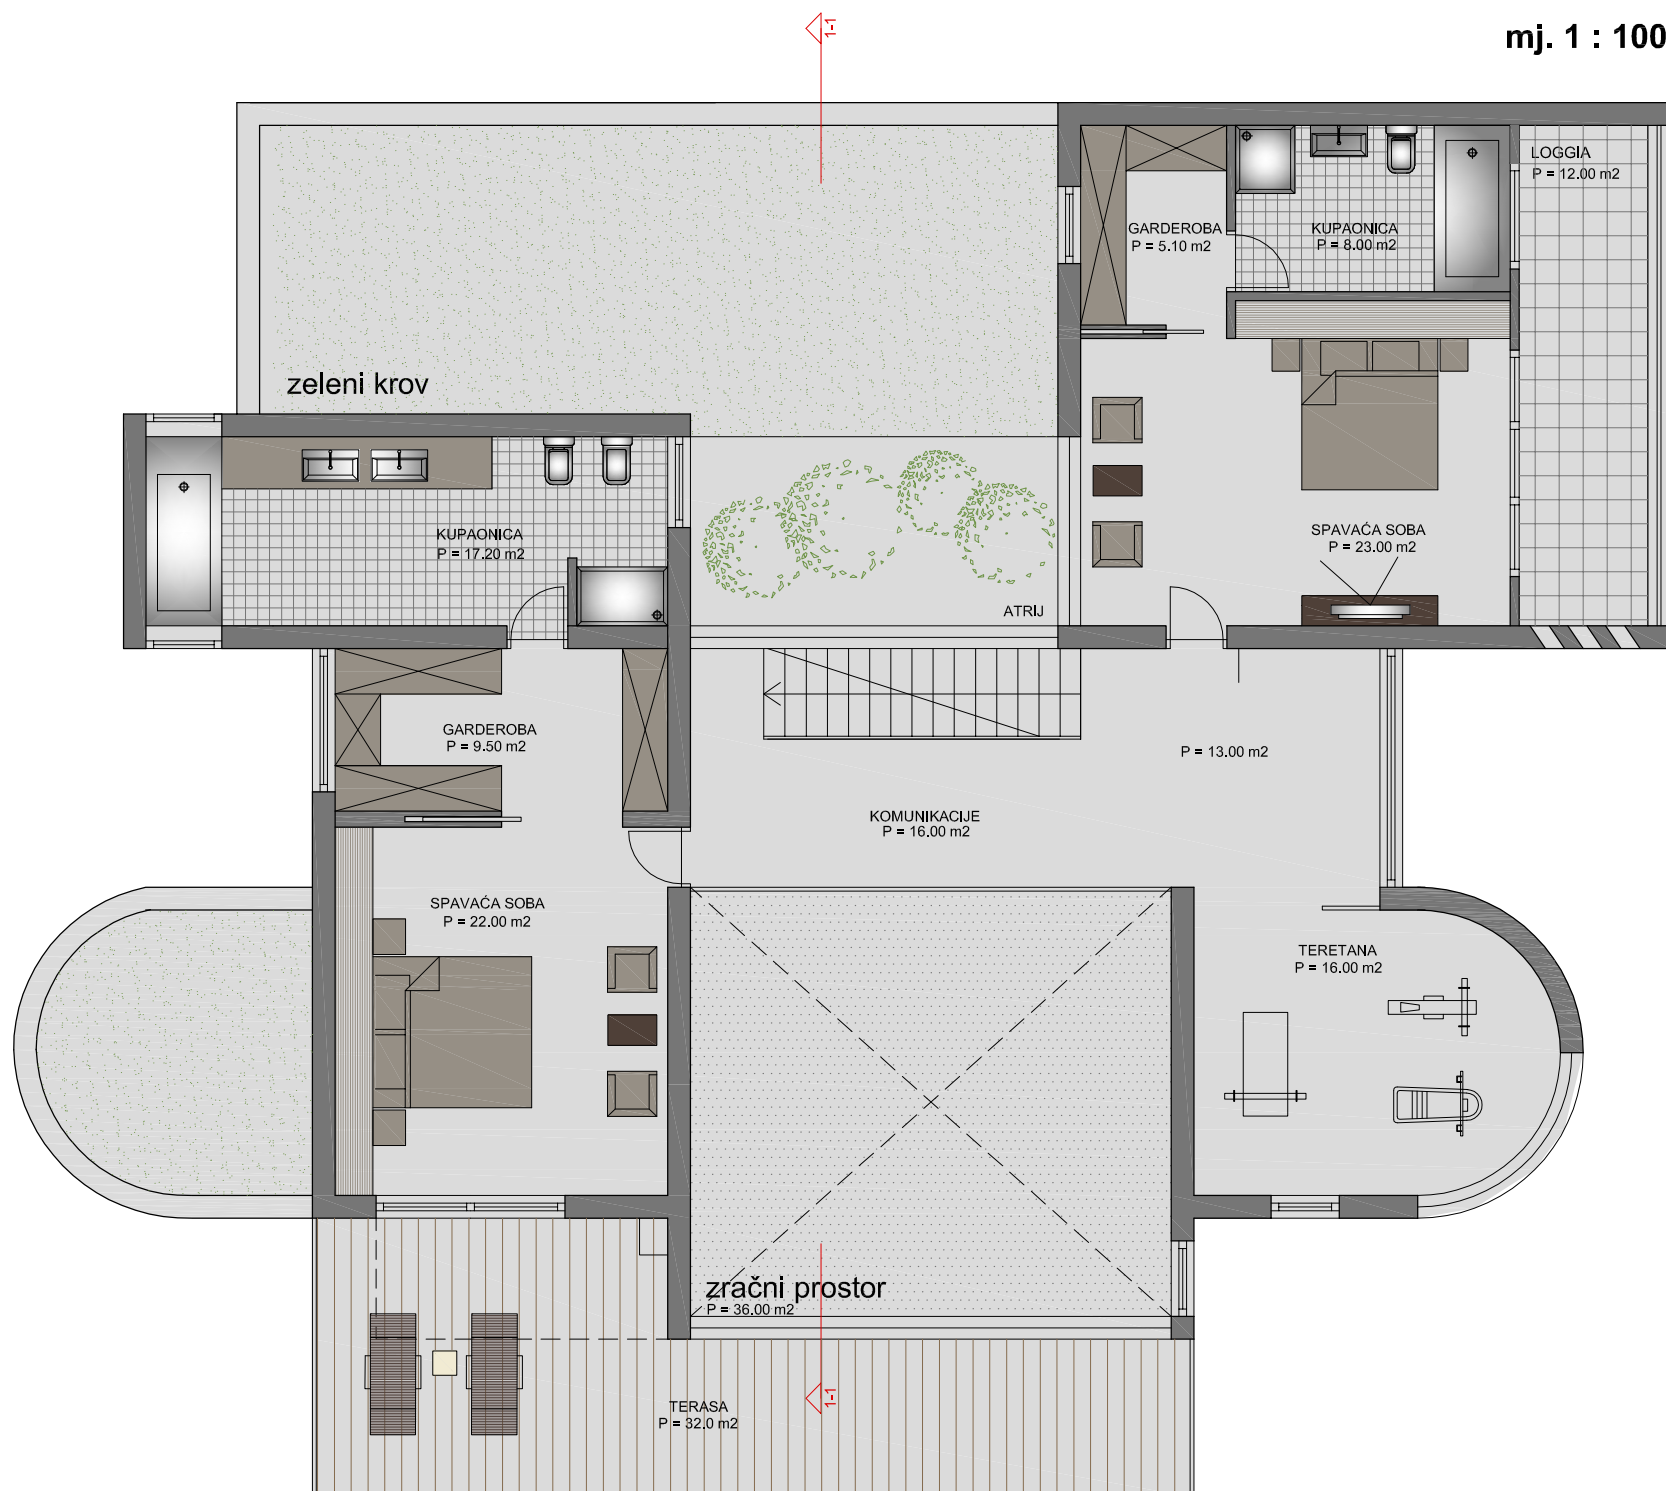 1-1
mj. 1 : 100
LOGGIA
P = 12.00 m2
GARDEROBA
P = 5.10 m2
KUPAONICA
P = 8.00 m2
zeleni krov
KUPAONICA
P = 17.20 m2
SPAVAĆA SOBA
P = 23.00 m2
ATRIJ
GARDEROBA
P = 9.50 m2
P = 13.00 m2
KOMUNIKACIJE
P = 16.00 m2
SPAVAĆA SOBA
P = 22.00 m2
TERETANA
P = 16.00 m2
zračni prostor
P = 36.00 m2
TERASA
P = 32.0 m2
1-1